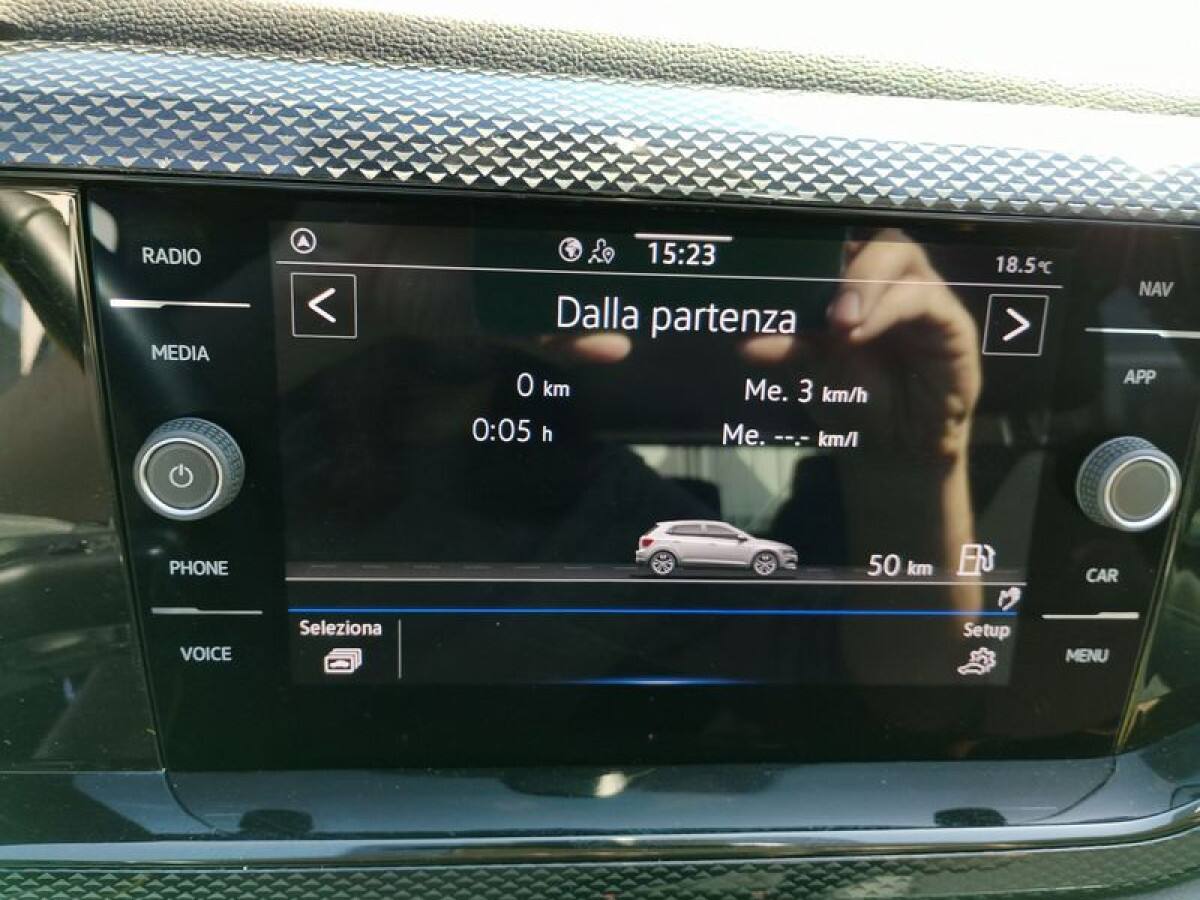 RADIO
MEDIA
PHONE
VOICE
15:23
18.5°C
Dalla partenza
0 km
Me. 3 km/h
0:05 h
Me. --.- km/l
50 km
Seleziona
Setup
NAV
APP
CAR
MENU